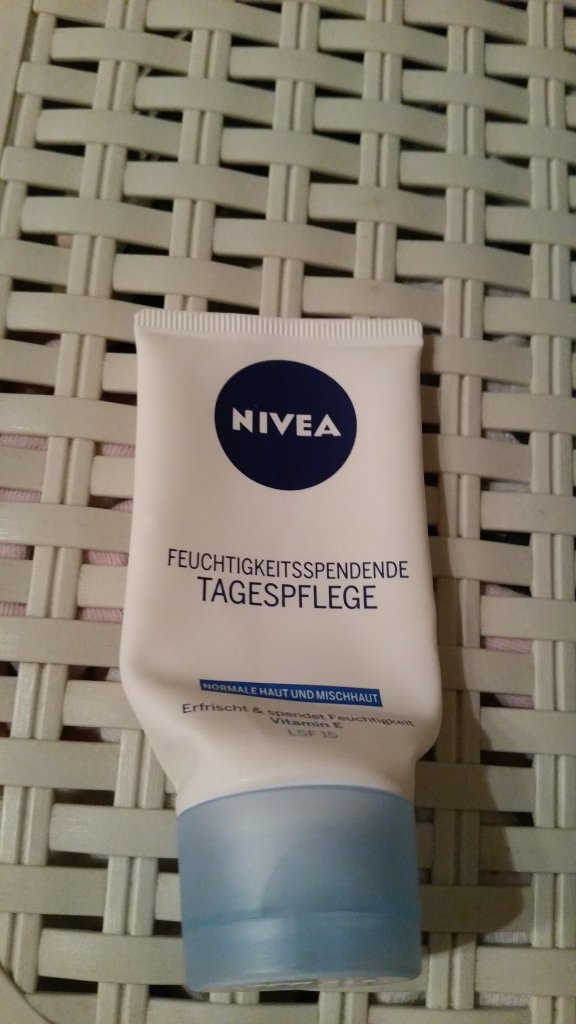 NIVEA
FEUCHTIGKEITSSPENDENDE
TAGESPFLEGE
NORMALE HAUT UND MISCHHAUT
Erfrischt & spendet Feuchtigkeit
Vitamin E
LSF 15